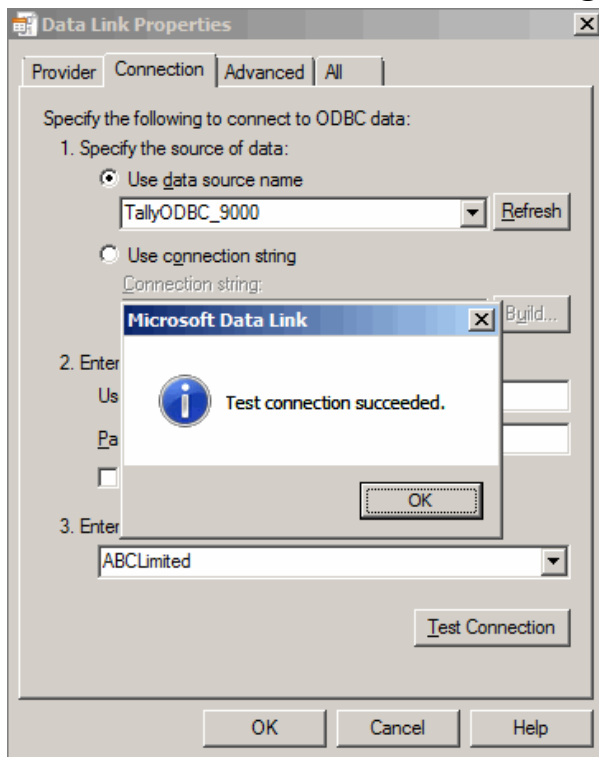 Data Link Properties
Provider Connection Advanced All
Specify the following to connect to ODBC data:
1. Specify the source of data:
Use data source name
TallyODBC_9000 Refresh
Use connection string
Connection string:
Build...
Microsoft Data Link
2. Enter
Us
Test connection succeeded.
Pa
OK
3. Enter
ABCLimited
Test Connection
OK Cancel Help